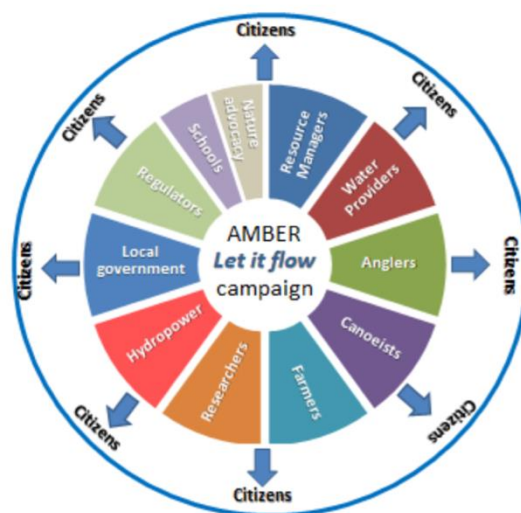 Citizens
Citizens
Citizens
Citizens
Citizens
Citizens
Citizens
Citizens
Nature
advocacy
Resource
Managers
Water
Providers
Anglers
Canoeists
Farmers
Researchers
Hydropower
Local
government
Regulators
Schools
AMBER
Let it flow
campaign